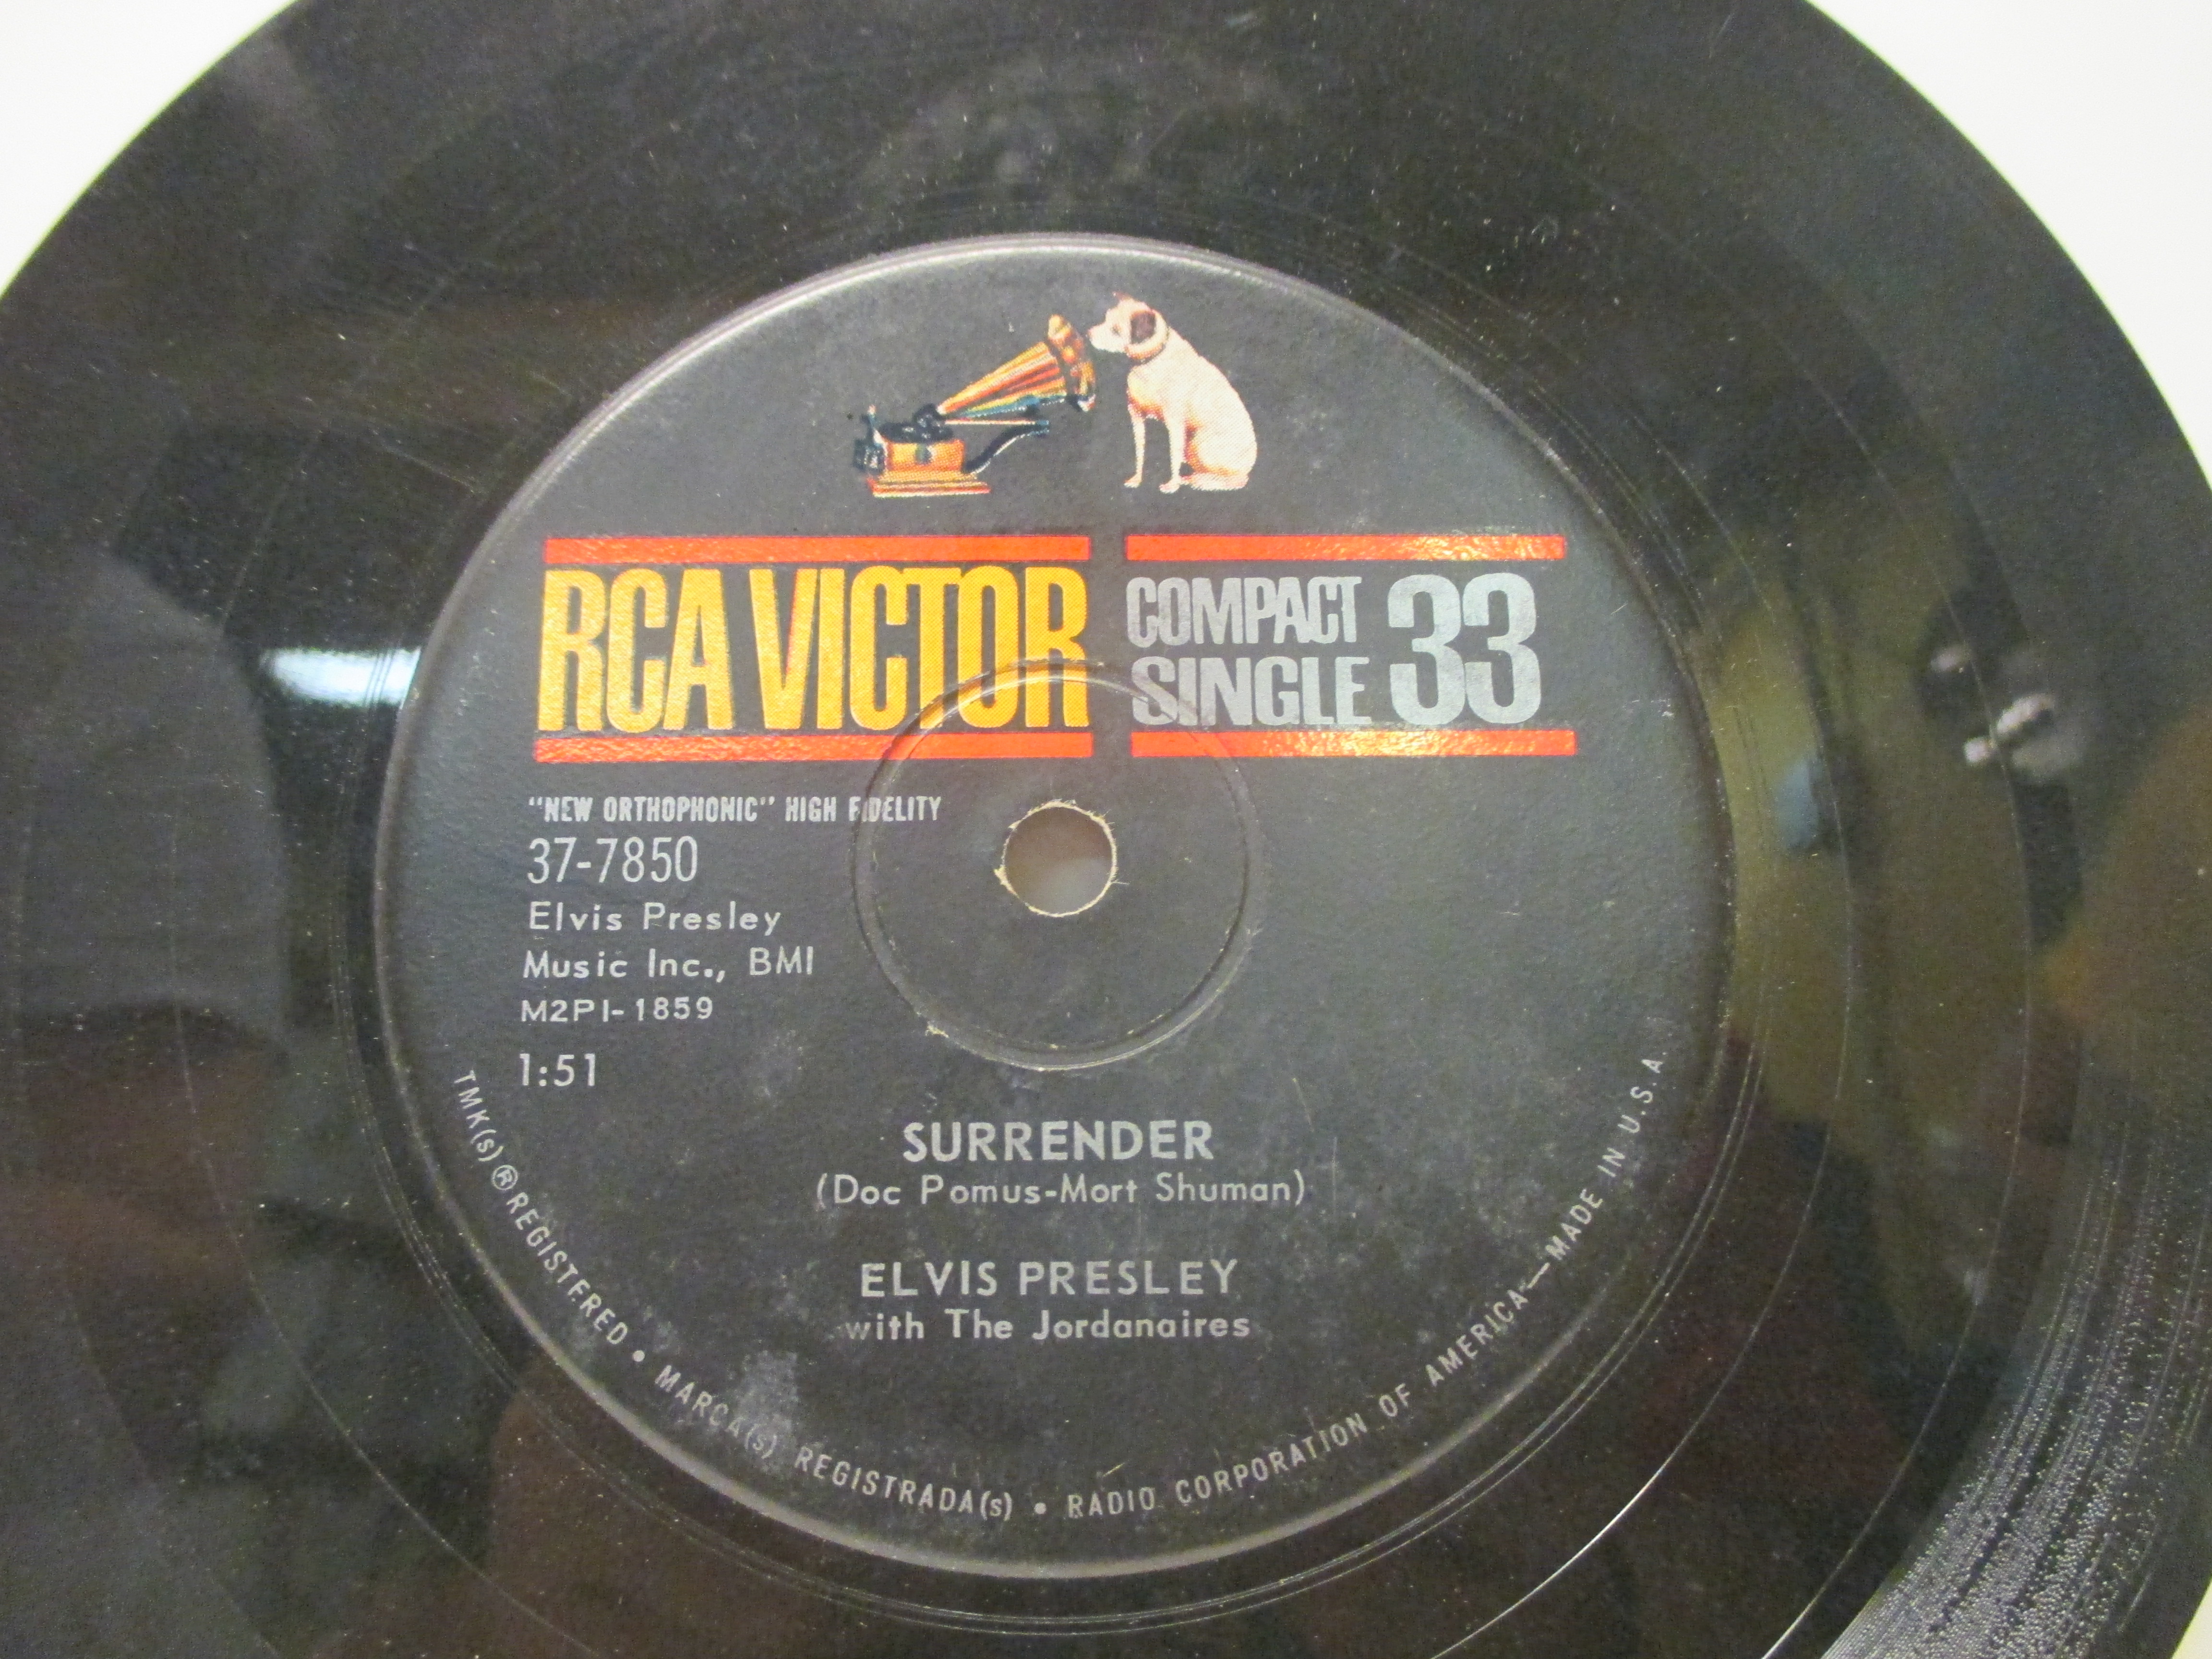 RCA VICTOR
COMPACT
SINGLE 33
"NEW ORTHOPHONIC" HIGH FIDELITY
37-7850
Elvis Presley
Music Inc., BMI
M2PI-1859
1:51
SURRENDER
(Doc Pomus-Mort Shuman)
ELVIS PRESLEY
with The Jordanaires
TMK(s) ® REGISTERED • MARCA(s) REGISTRADA(s) • RADIO CORPORATION OF AMERICA—MADE IN U.S.A.